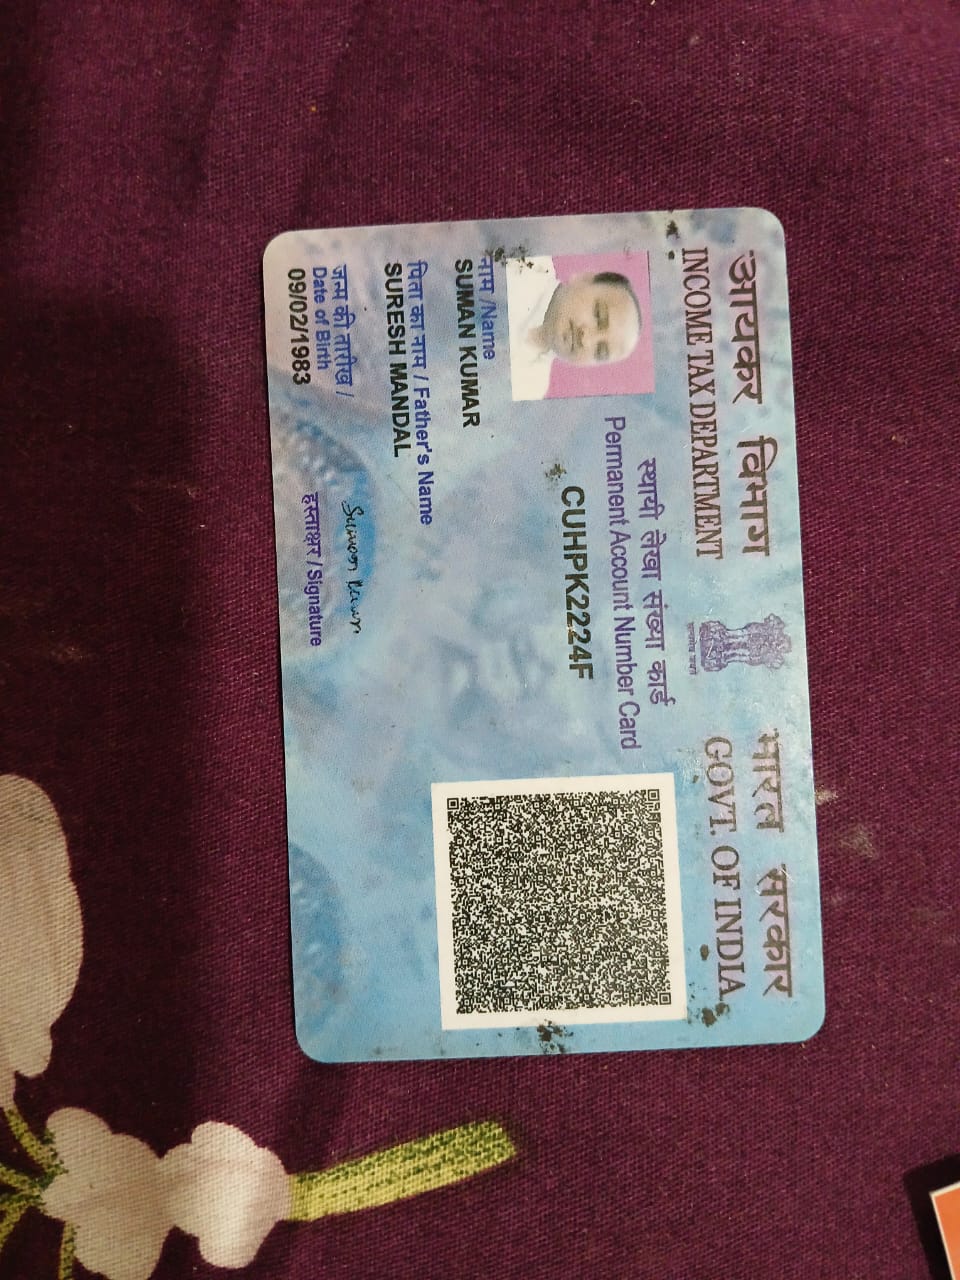 आयकर विभाग
INCOME TAX DEPARTMENT
भारत सरकार
GOVT. OF INDIA
सत्यमेव जयते
स्थायी लेखा संख्या कार्ड
Permanent Account Number Card
CUHPK2224F
नाम /Name
SUMAN KUMAR
पिता का नाम / Father's Name
SURESH MANDAL
जन्म की तारीख /
Date of Birth
09/02/1983
Suman Kumar
हस्ताक्षर / Signature